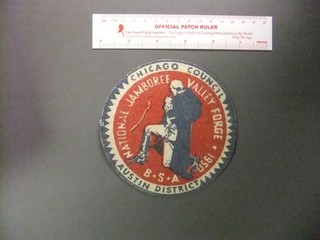 OFFICIAL PATCH RULER
CHICAGO COUNCIL
NATIONAL JAMBOREE VALLEY FORGE 1950
B·S·A
AUSTIN DISTRICT